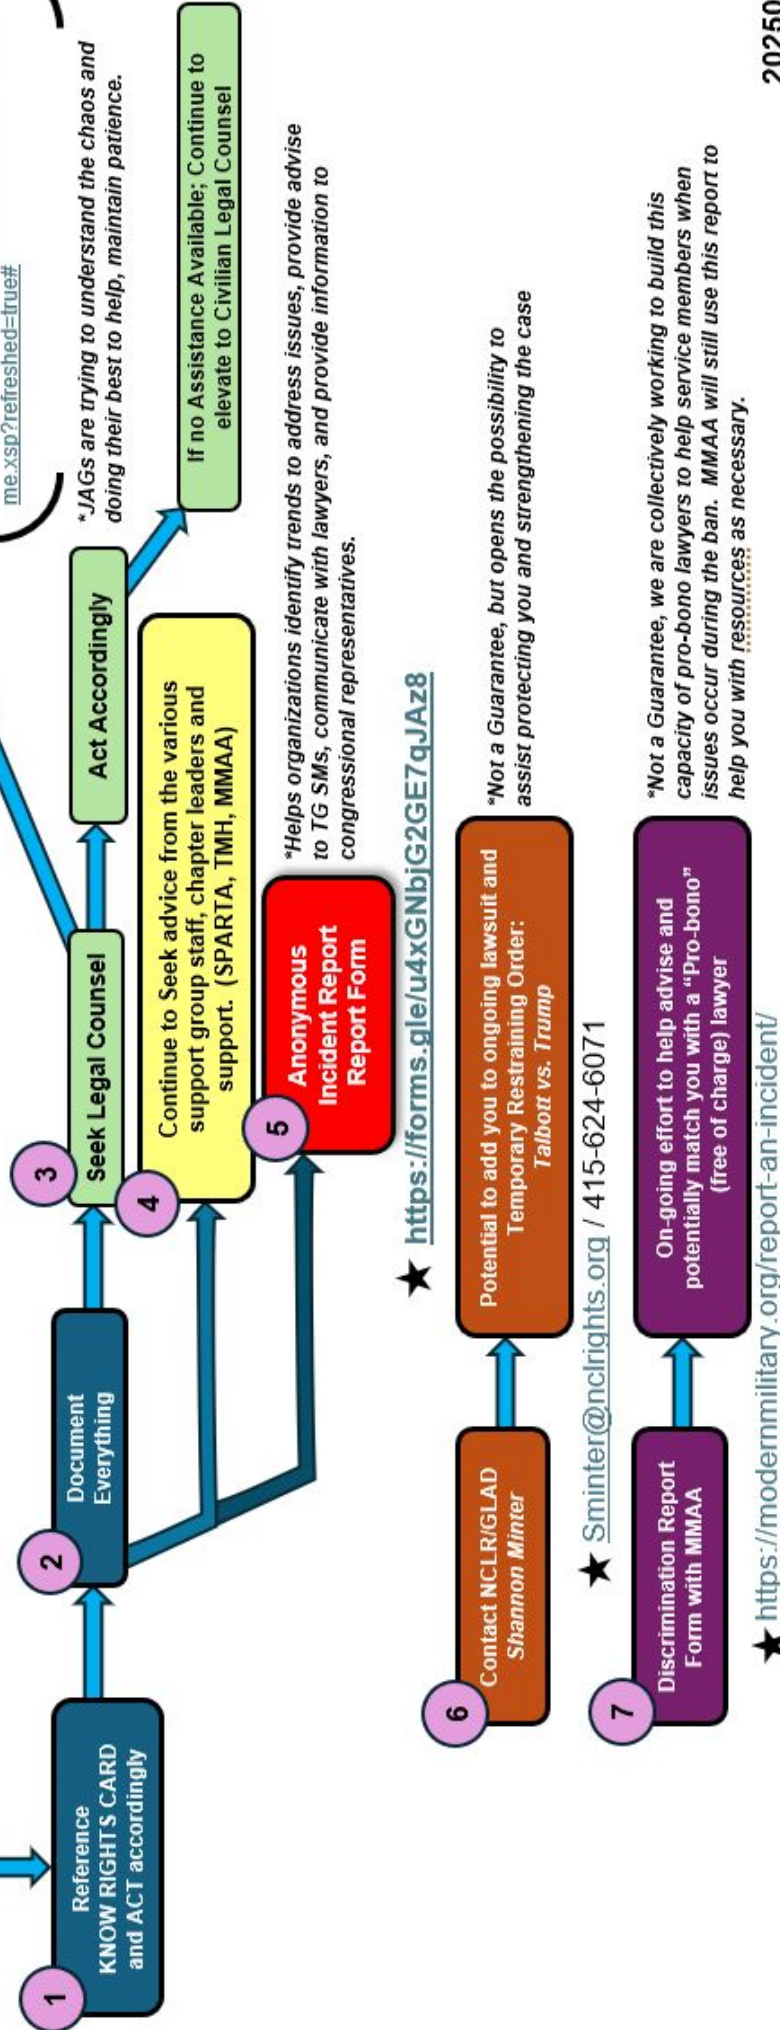 me.xsp?refreshed=true#
1
Reference
KNOW RIGHTS CARD
and ACT accordingly
2
Document
Everything
3
Seek Legal Counsel
Act Accordingly
*JAGs are trying to understand the chaos and
doing their best to help, maintain patience.
If no Assistance Available; Continue to
elevate to Civilian Legal Counsel
4
Continue to Seek advice from the various
support group staff, chapter leaders and
support. (SPARTA, TMH, MMAA)
5
Anonymous
Incident Report
Report Form
*Helps organizations identify trends to address issues, provide advise
to TG SMs, communicate with lawyers, and provide information to
congressional representatives.
★ https://forms.gle/u4xGNbjG2GE7qJAz8
6
Contact NCLR/GLAD
Shannon Minter
Potential to add you to ongoing lawsuit and
Temporary Restraining Order:
Talbott vs. Trump
*Not a Guarantee, but opens the possibility to
assist protecting you and strengthening the case
★ Sminter@nclrights.org / 415-624-6071
7
Discrimination Report
Form with MMAA
On-going effort to help advise and
potentially match you with a “Pro-bono”
(free of charge) lawyer
*Not a Guarantee, we are collectively working to build this
capacity of pro-bono lawyers to help service members when
issues occur during the ban. MMAA will still use this report to
help you with resources as necessary.
★ https://modernmilitary.org/report-an-incident/
20250